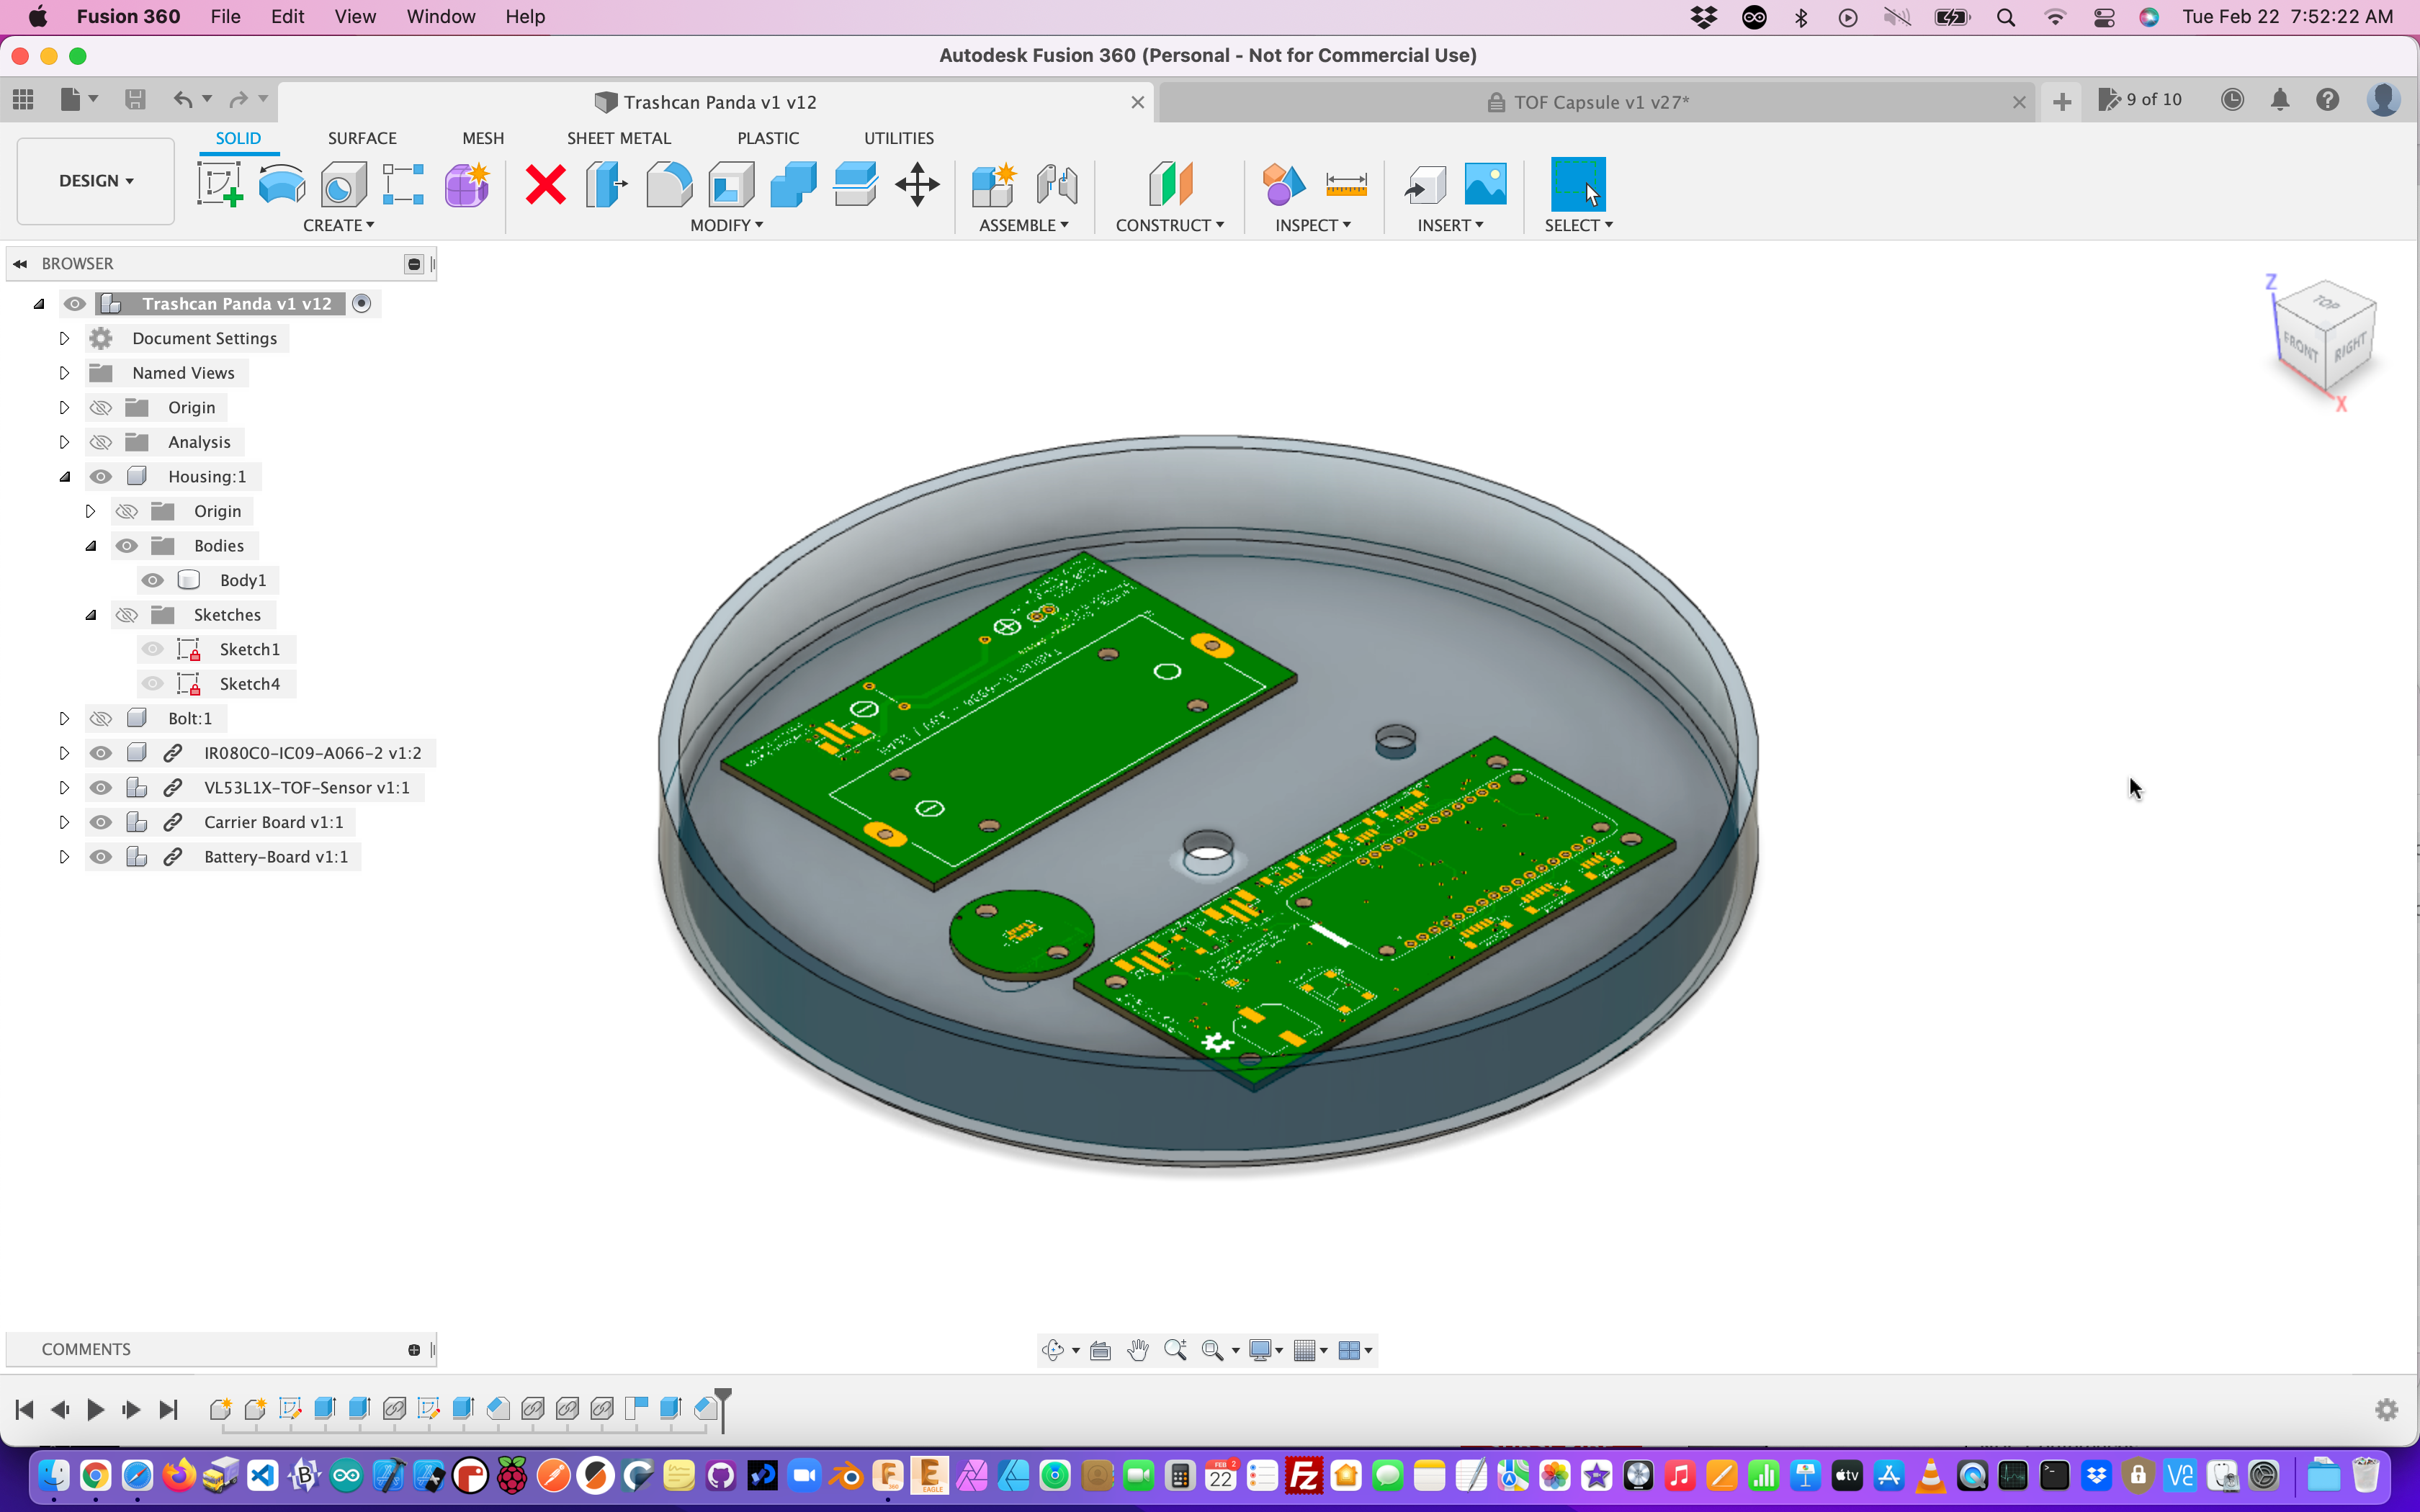 Fusion 360 File Edit View Window Help Tue Feb 22 7:52:22 AM
Autodesk Fusion 360 (Personal - Not for Commercial Use)
Trashcan Panda v1 v12 TOF Capsule v1 v27* 9 of 10
SOLID SURFACE MESH SHEET METAL PLASTIC UTILITIES
DESIGN
CREATE MODIFY ASSEMBLE CONSTRUCT INSPECT INSERT SELECT
BROWSER
Trashcan Panda v1 v12
Document Settings
Named Views
Origin
Analysis
Housing:1
Origin
Bodies
Body1
Sketches
Sketch1
Sketch4
Bolt:1
IR080C0-IC09-A066-2 v1:2
VL53L1X-TOF-Sensor v1:1
Carrier Board v1:1
Battery-Board v1:1
Z
TOP
FRONT
RIGHT
X
COMMENTS
FEB
22
tv
EAGLE